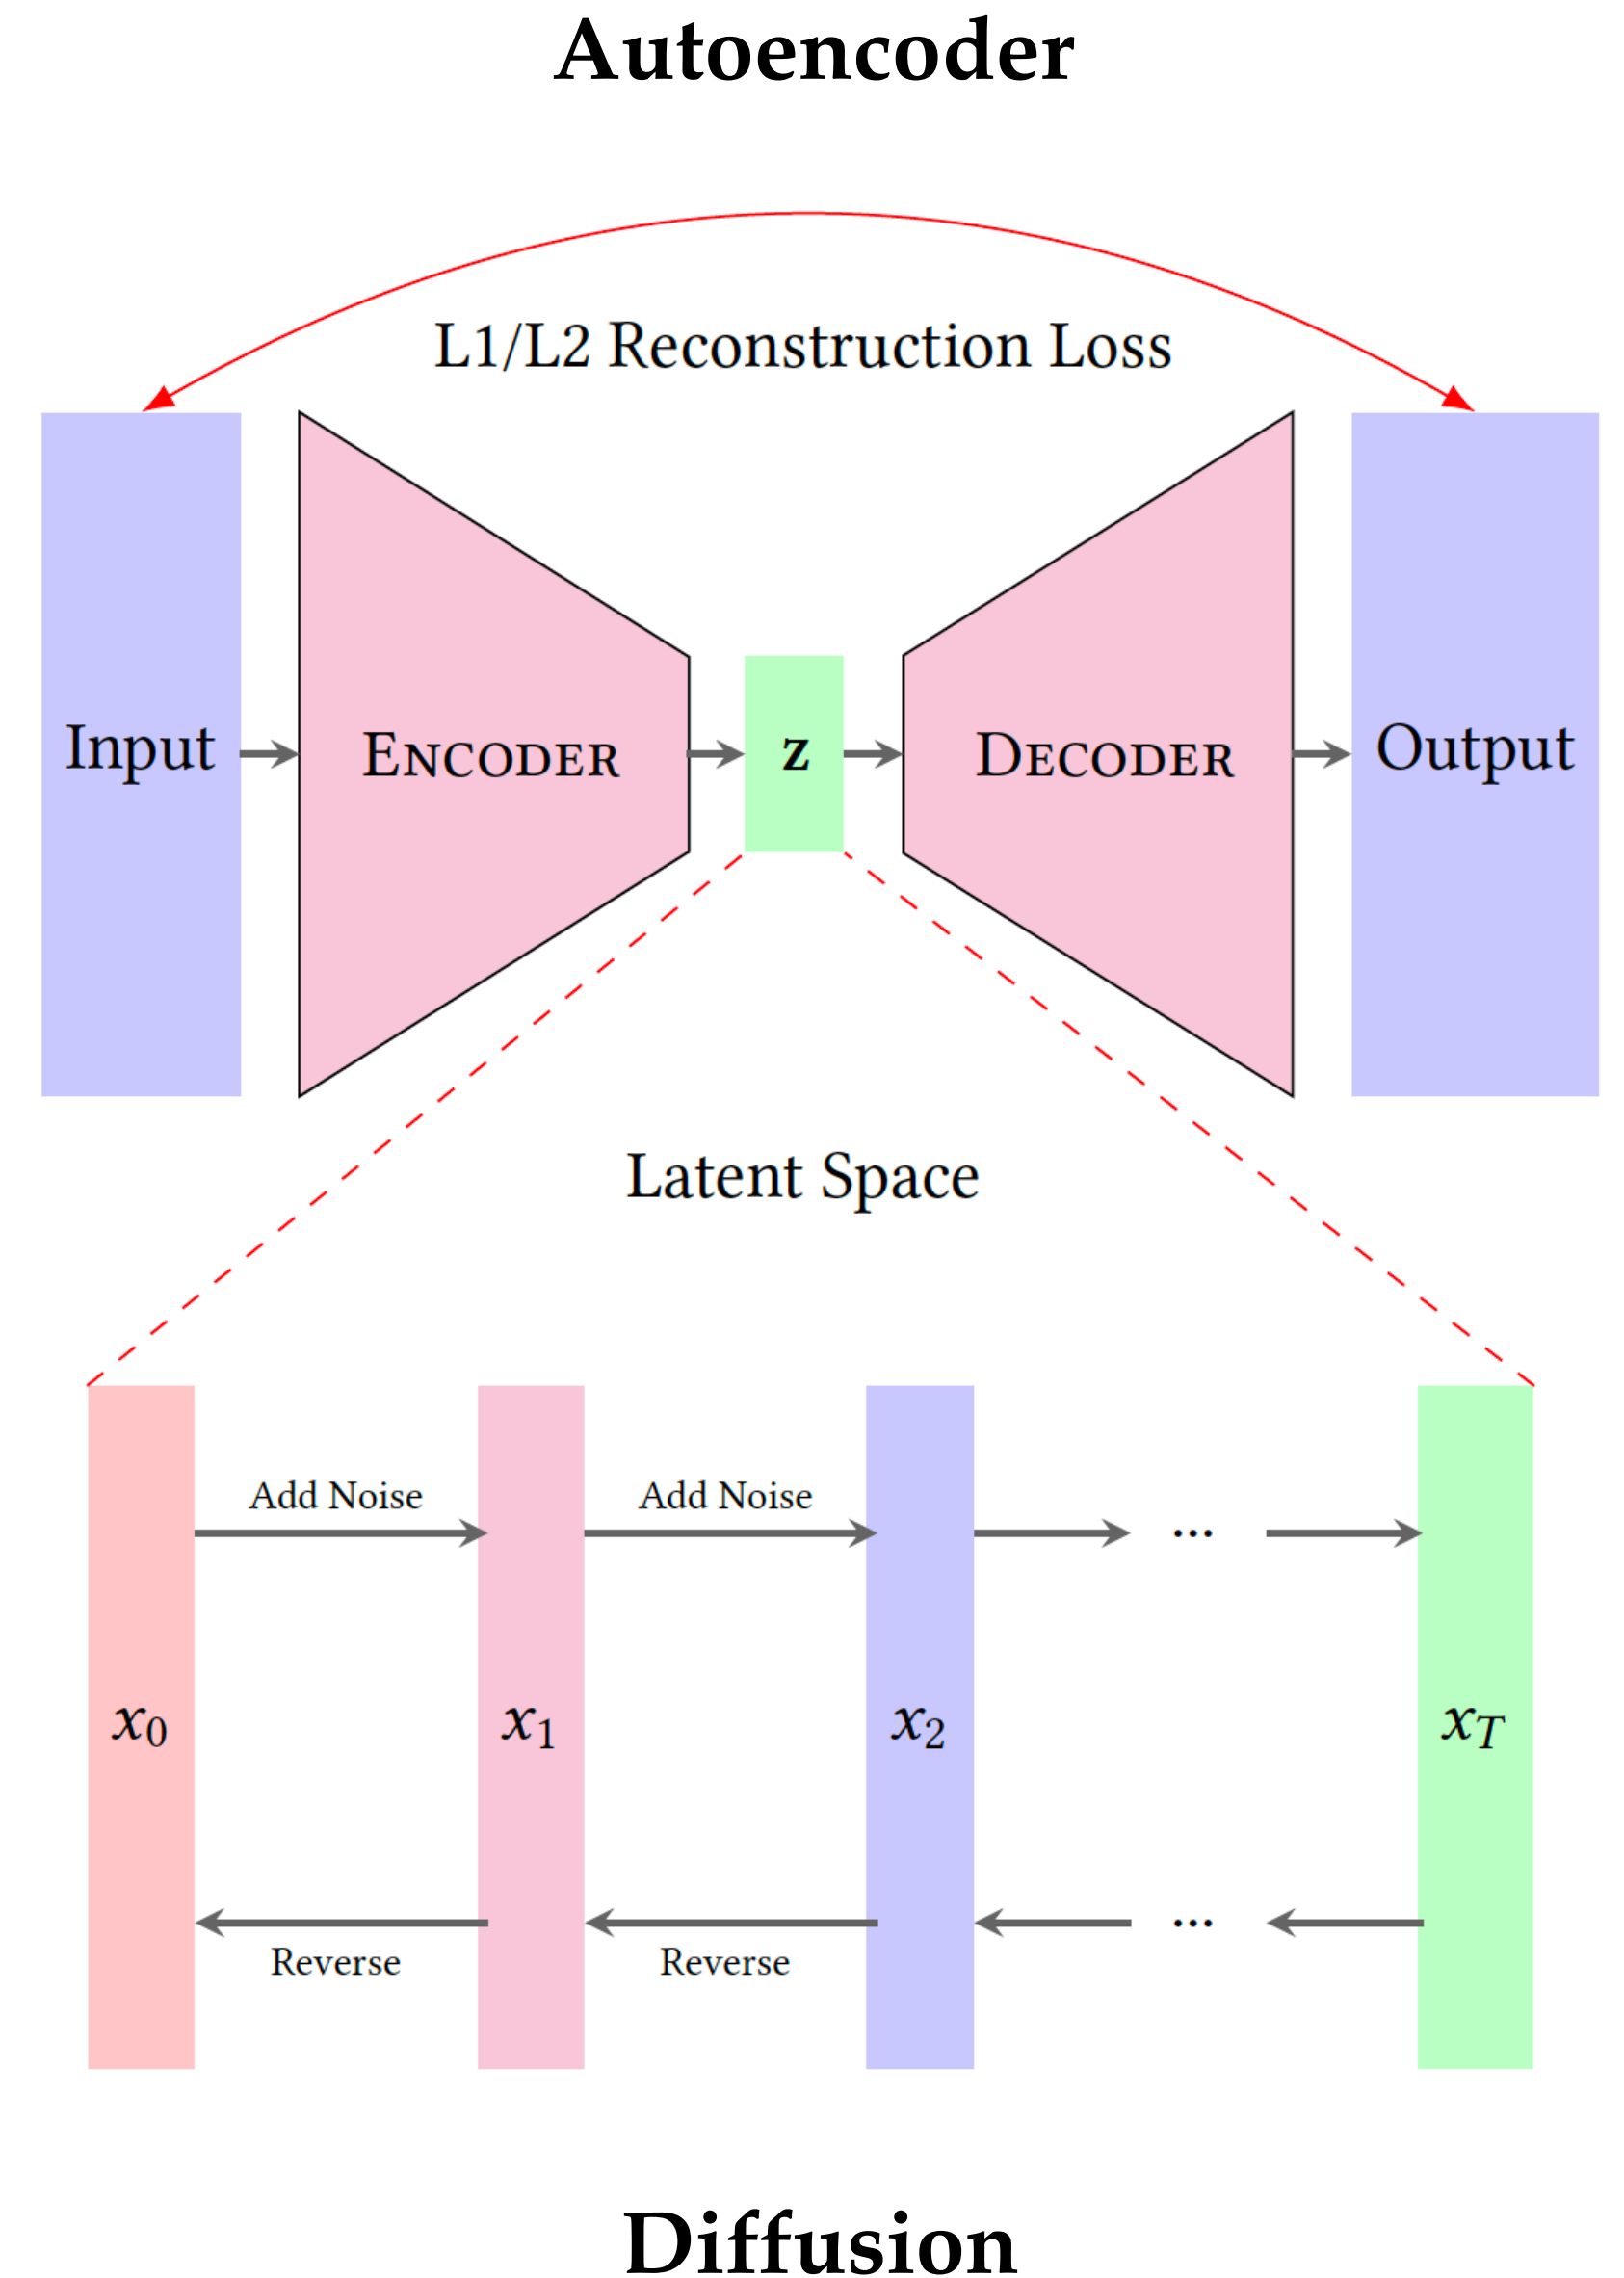 Autoencoder
L1/L2 Reconstruction Loss
Input
ENCODER
z
DECODER
Output
Latent Space
Add Noise
Add Noise
...
x₀
x₁
x₂
x_T
...
Reverse
Reverse
Diffusion